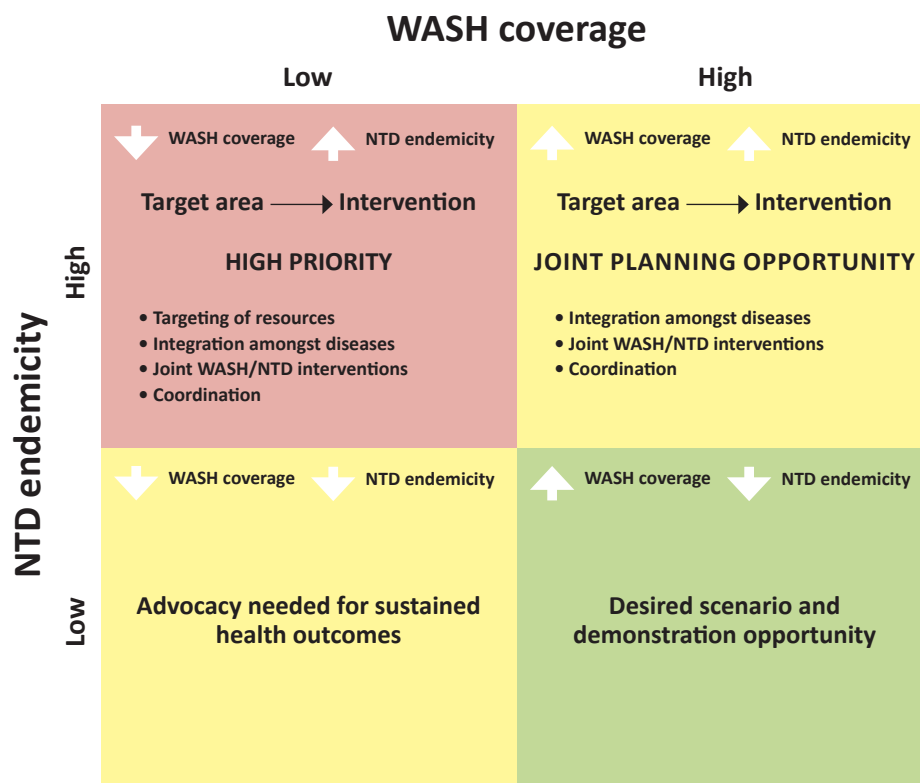 WASH coverage
Low
High
NTD endemicity
High
WASH coverage
NTD endemicity
Target area → Intervention
HIGH PRIORITY
• Targeting of resources
• Integration amongst diseases
• Joint WASH/NTD interventions
• Coordination
WASH coverage
NTD endemicity
Target area → Intervention
JOINT PLANNING OPPORTUNITY
• Integration amongst diseases
• Joint WASH/NTD interventions
• Coordination
Low
WASH coverage
NTD endemicity
Advocacy needed for sustained
health outcomes
WASH coverage
NTD endemicity
Desired scenario and
demonstration opportunity